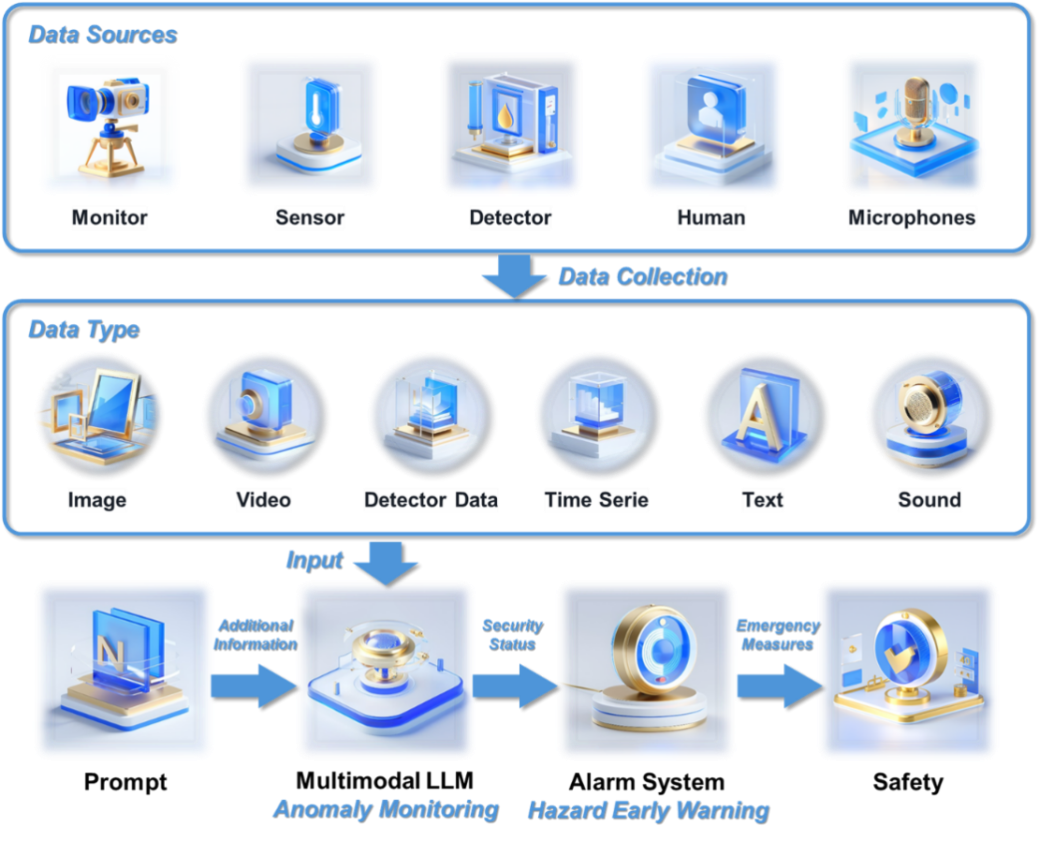 Data Sources
Monitor
Sensor
Detector
Human
Microphones
Data Collection
Data Type
Image
Video
Detector Data
Time Serie
Text
Sound
Input
Additional
Information
Security
Status
Emergency
Measures
Prompt
Multimodal LLM
Anomaly Monitoring
Alarm System
Hazard Early Warning
Safety
A
N